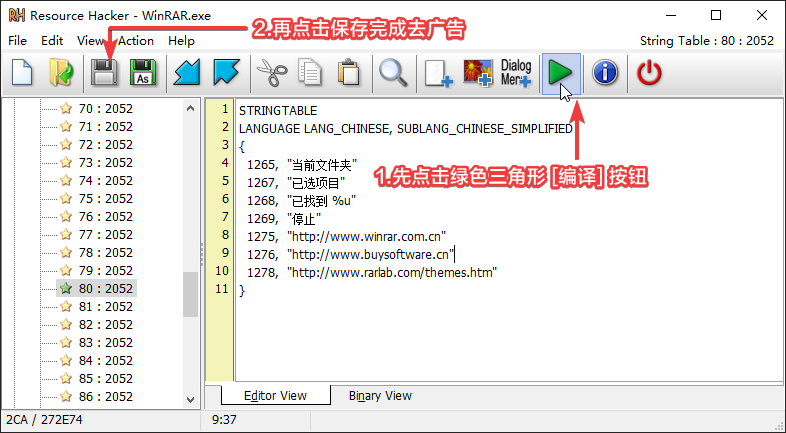 Resource Hacker - WinRAR.exe
File Edit View Action Help
String Table : 80 : 2052
2.再点击保存完成去广告
As
Dialog
Menu
1.先点击绿色三角形 [编译] 按钮
70 : 2052
71 : 2052
72 : 2052
73 : 2052
74 : 2052
75 : 2052
76 : 2052
77 : 2052
78 : 2052
79 : 2052
80 : 2052
81 : 2052
82 : 2052
83 : 2052
84 : 2052
85 : 2052
86 : 2052
1 STRINGTABLE
2 LANGUAGE LANG_CHINESE, SUBLANG_CHINESE_SIMPLIFIED
3 {
4 1265, "当前文件夹"
5 1267, "已选项目"
6 1268, "已找到 %u"
7 1269, "停止"
8 1275, "http://www.winrar.com.cn"
9 1276, "http://www.buysoftware.cn"
10 1278, "http://www.rarlab.com/themes.htm"
11 }
Editor View Binary View
2CA / 272E74 9:37